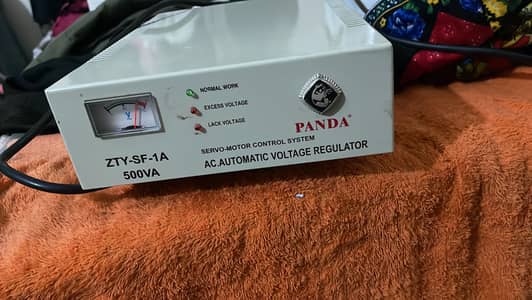 NORMAL WORK
EXCESS VOLTAGE
LACK VOLTAGE
V
PANDA®
SERVO-MOTOR CONTROL SYSTEM
ZTY-SF-1A
500VA
AC.AUTOMATIC VOLTAGE REGULATOR